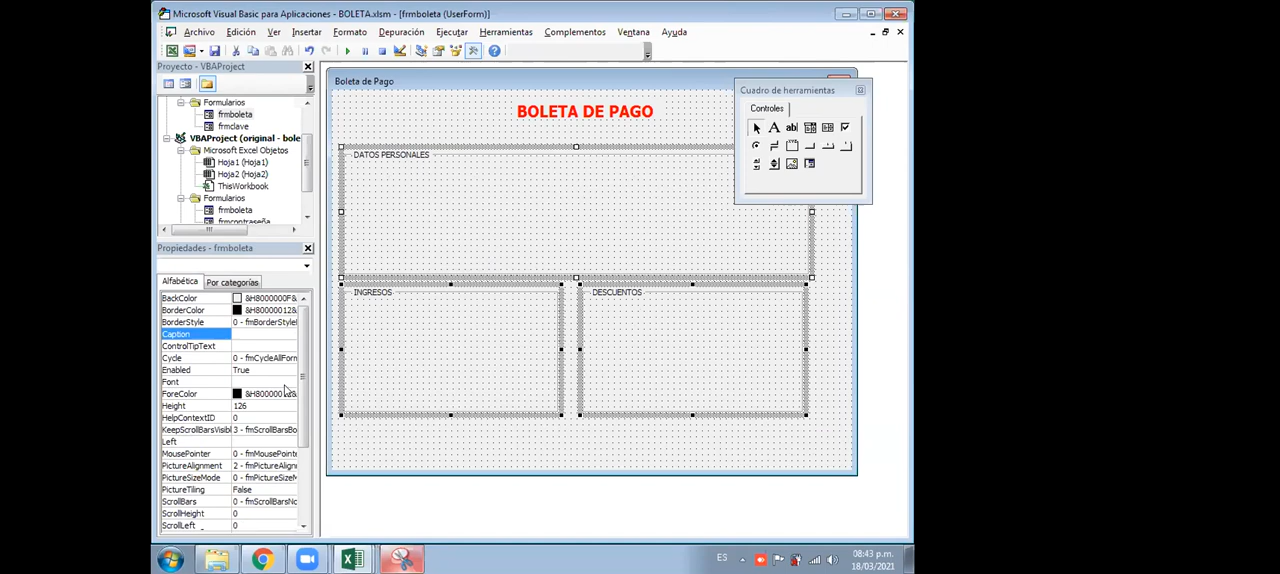 Microsoft Visual Basic para Aplicaciones - BOLETA.xlsm - [frmboleta (UserForm)]
Archivo Edición Ver Insertar Formato Depuración Ejecutar Herramientas Complementos Ventana Ayuda
Proyecto - VBAProject
Formularios
frmboleta
frmclave
VBAProject (original - bole
Microsoft Excel Objetos
Hoja1 (Hoja1)
Hoja2 (Hoja2)
ThisWorkbook
Formularios
frmboleta
frmcontraseña
Propiedades - frmboleta
Alfabética Por categorías
BackColor &H8000000F&
BorderColor &H80000012&
BorderStyle 0 - fmBorderStyle
Caption
ControlTipText
Cycle 0 - fmCycleAllForm
Enabled True
Font
ForeColor
Height 126
HelpContextID 0
KeepScrollBarsVisibl 3 - fmScrollBarsBo
Left
MousePointer 0 - fmMousePointe
PictureAlignment 2 - fmPictureAlignm
PictureSizeMode 0 - fmPictureSizeM
PictureTiling False
ScrollBars 0 - fmScrollBarsNo
ScrollHeight 0
ScrollLeft 0
Boleta de Pago
BOLETA DE PAGO
DATOS PERSONALES
INGRESOS
DESCUENTOS
Cuadro de herramientas
Controles
A ab|
ES
08:43 p.m.
18/03/2021